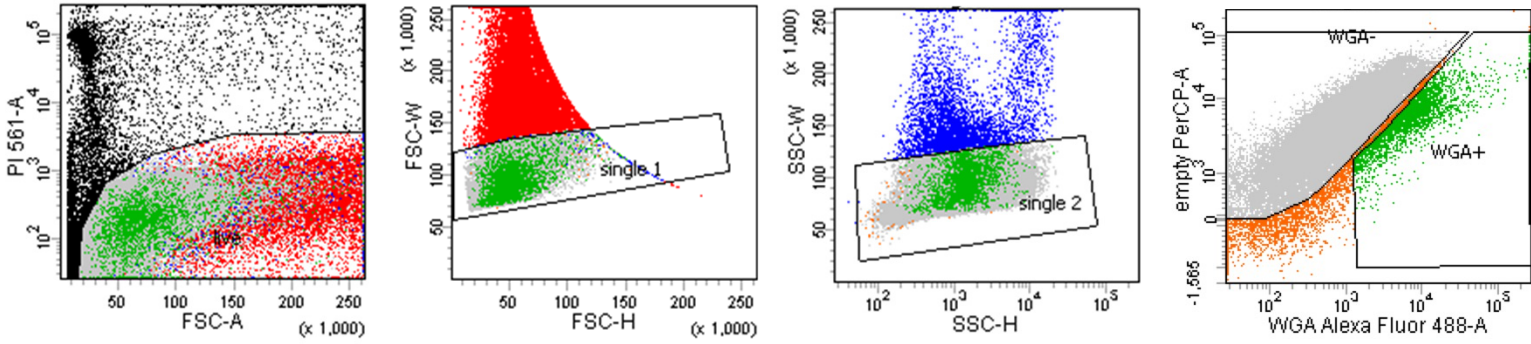 PI 561-A
10^5
10^4
10^3
10^2
live
50 100 150 200 250
FSC-A
(x 1,000)
(x 1,000)
FSC-W
250
200
150
100
50
single 1
50 100 150 200 250
FSC-H
(x 1,000)
(x 1,000)
SSC-W
250
200
150
100
50
single 2
10^2 10^3 10^4 10^5
SSC-H
empty PerCP-A
10^5
10^4
10^3
0
-1,565
WGA-
WGA+
10^2 10^3 10^4 10^5
WGA Alexa Fluor 488-A